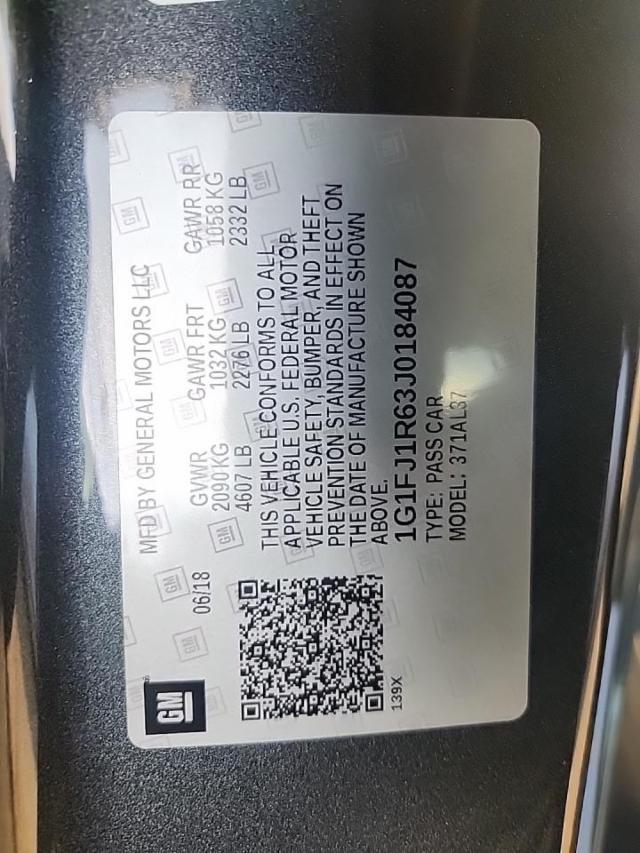 GM
MFD BY GENERAL MOTORS LLC
06/18
GVWR GAWR FRT GAWR RR
2090 KG 1032 KG 1058 KG
4607 LB 2276 LB 2332 LB
THIS VEHICLE CONFORMS TO ALL
APPLICABLE U.S. FEDERAL MOTOR
VEHICLE SAFETY, BUMPER, AND THEFT
PREVENTION STANDARDS IN EFFECT ON
THE DATE OF MANUFACTURE SHOWN
ABOVE.
1G1FJ1R63J0184087
TYPE: PASS CAR
MODEL: 371AL37
139X